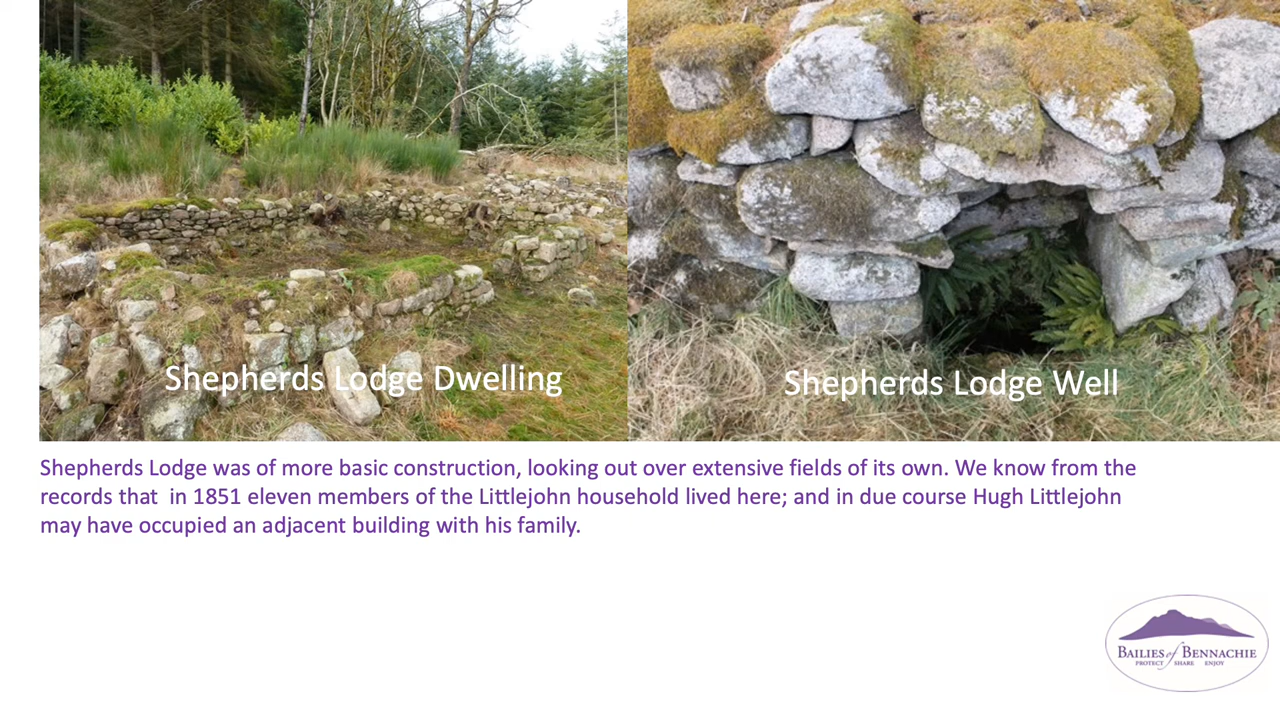 Shepherds Lodge Dwelling
Shepherds Lodge Well
Shepherds Lodge was of more basic construction, looking out over extensive fields of its own. We know from the
records that  in 1851 eleven members of the Littlejohn household lived here; and in due course Hugh Littlejohn
may have occupied an adjacent building with his family.
BAILIES of BENNACHIE
PROTECT SHARE ENJOY